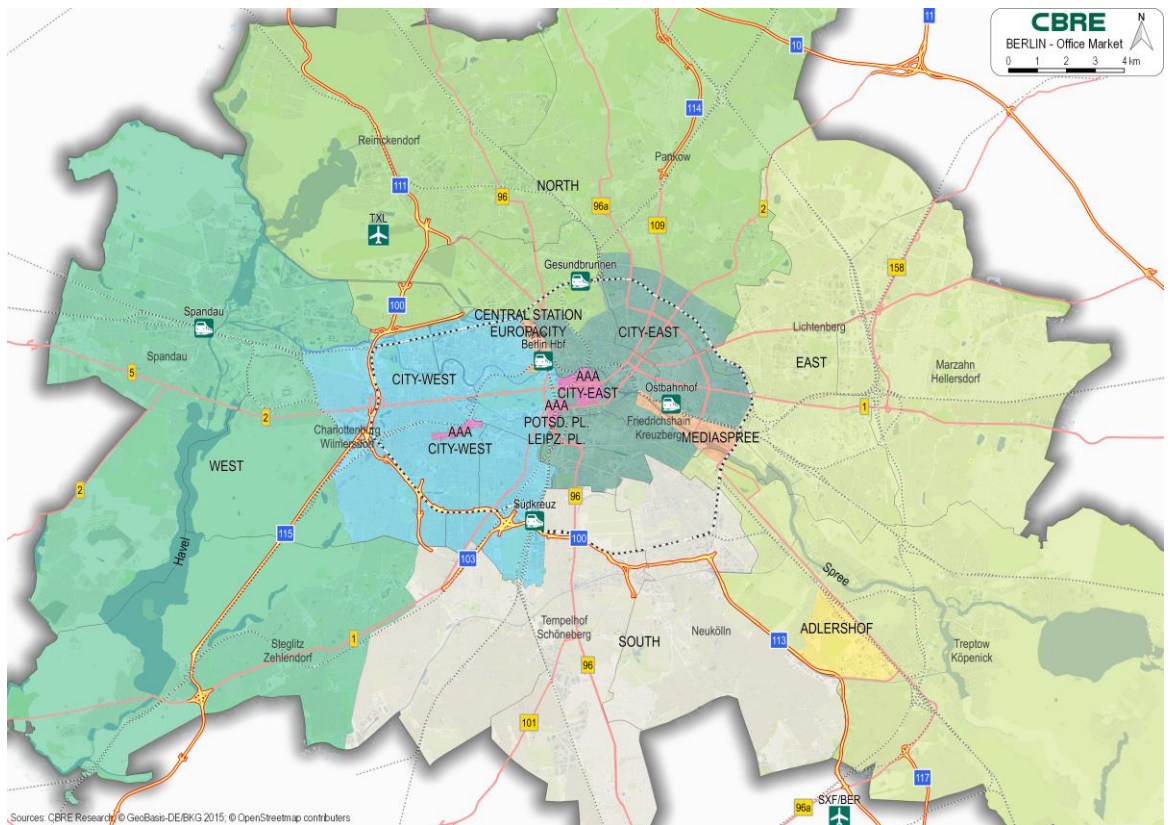 CBRE
BERLIN - Office Market
N
0 1 2 3 4 km
11
10
114
Reinickendorf
Pankow
111
NORTH
96
96a
2
TXL
109
Gesundbrunnen
158
100
Spandau
CENTRAL STATION
EUROPACITY
CITY-EAST
Lichtenberg
Berlin Hbf
Spandau
EAST
Marzahn
Hellersdorf
5
CITY-WEST
AAA
CITY-EAST
Ostbahnhof
2
AAA
1
POTSD. PL.
LEIPZ. PL.
Friedrichshain
Kreuzberg
MEDIASPREE
Charlottenburg
Wilmersdorf
AAA
CITY-WEST
WEST
2
96
Südkreuz
115
100
Havel
103
Spree
Tempelhof
Schöneberg
SOUTH
Neukölln
ADLERSHOF
113
Steglitz
Zehlendorf
1
Treptow
Köpenick
96
101
117
SXF/BER
96a
Sources: CBRE Research; © GeoBasis-DE/BKG 2015; © OpenStreetmap contributers